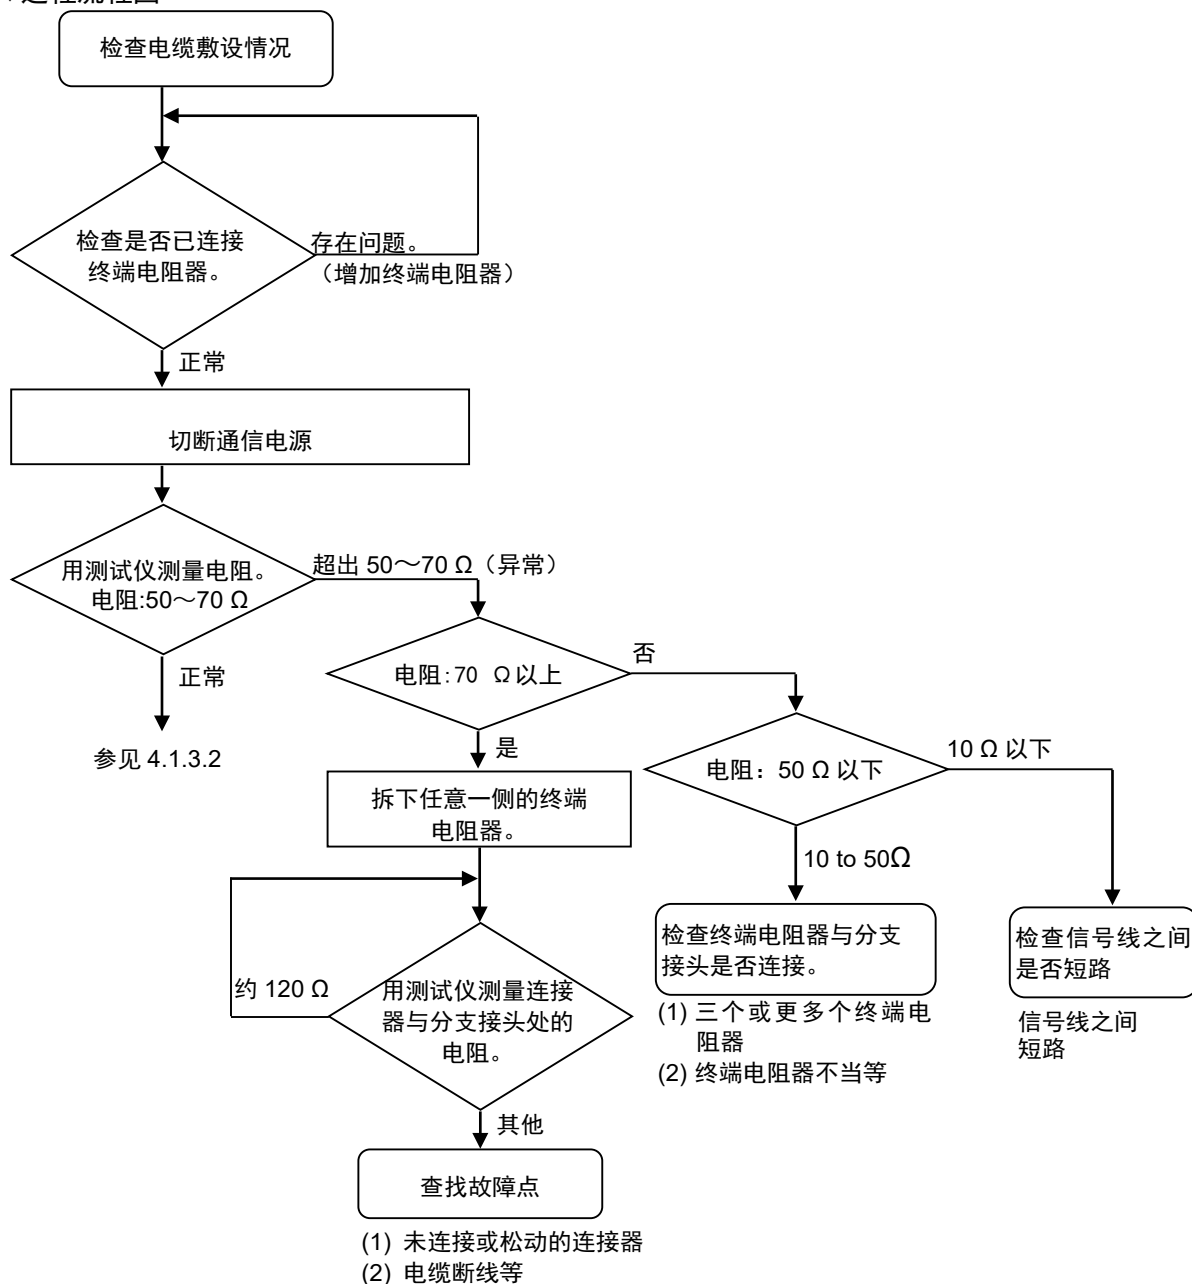 过程流程图
检查电缆敷设情况
检查是否已连接
终端电阻器。
存在问题。
（增加终端电阻器）
正常
切断通信电源
用测试仪测量电阻。
电阻:50～70 Ω
超出 50～70 Ω（异常）
正常
参见 4.1.3.2
电阻:70 Ω 以上
否
是
电阻：50 Ω 以下
10 Ω 以下
拆下任意一侧的终端
电阻器。
10 to 50Ω
约 120 Ω
用测试仪测量连接
器与分支接头处的
电阻。
检查终端电阻器与分支
接头是否连接。
(1) 三个或更多个终端电
阻器
(2) 终端电阻器不当等
检查信号线之间
是否短路
信号线之间
短路
其他
查找故障点
(1) 未连接或松动的连接器
(2) 电缆断线等